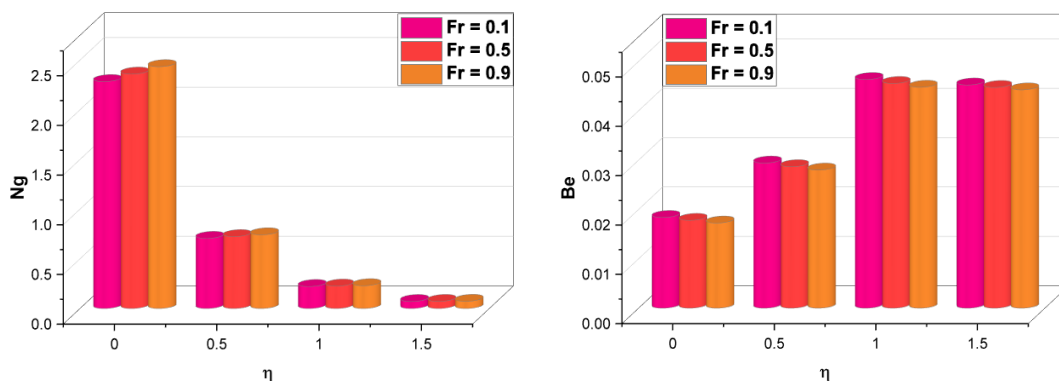 Fr = 0.1
Fr = 0.5
Fr = 0.9
2.5
2.0
1.5
1.0
0.5
0.0
Ng
0 0.5 1 1.5
η
Fr = 0.1
Fr = 0.5
Fr = 0.9
0.05
0.04
0.03
0.02
0.01
0.00
Be
0 0.5 1 1.5
η